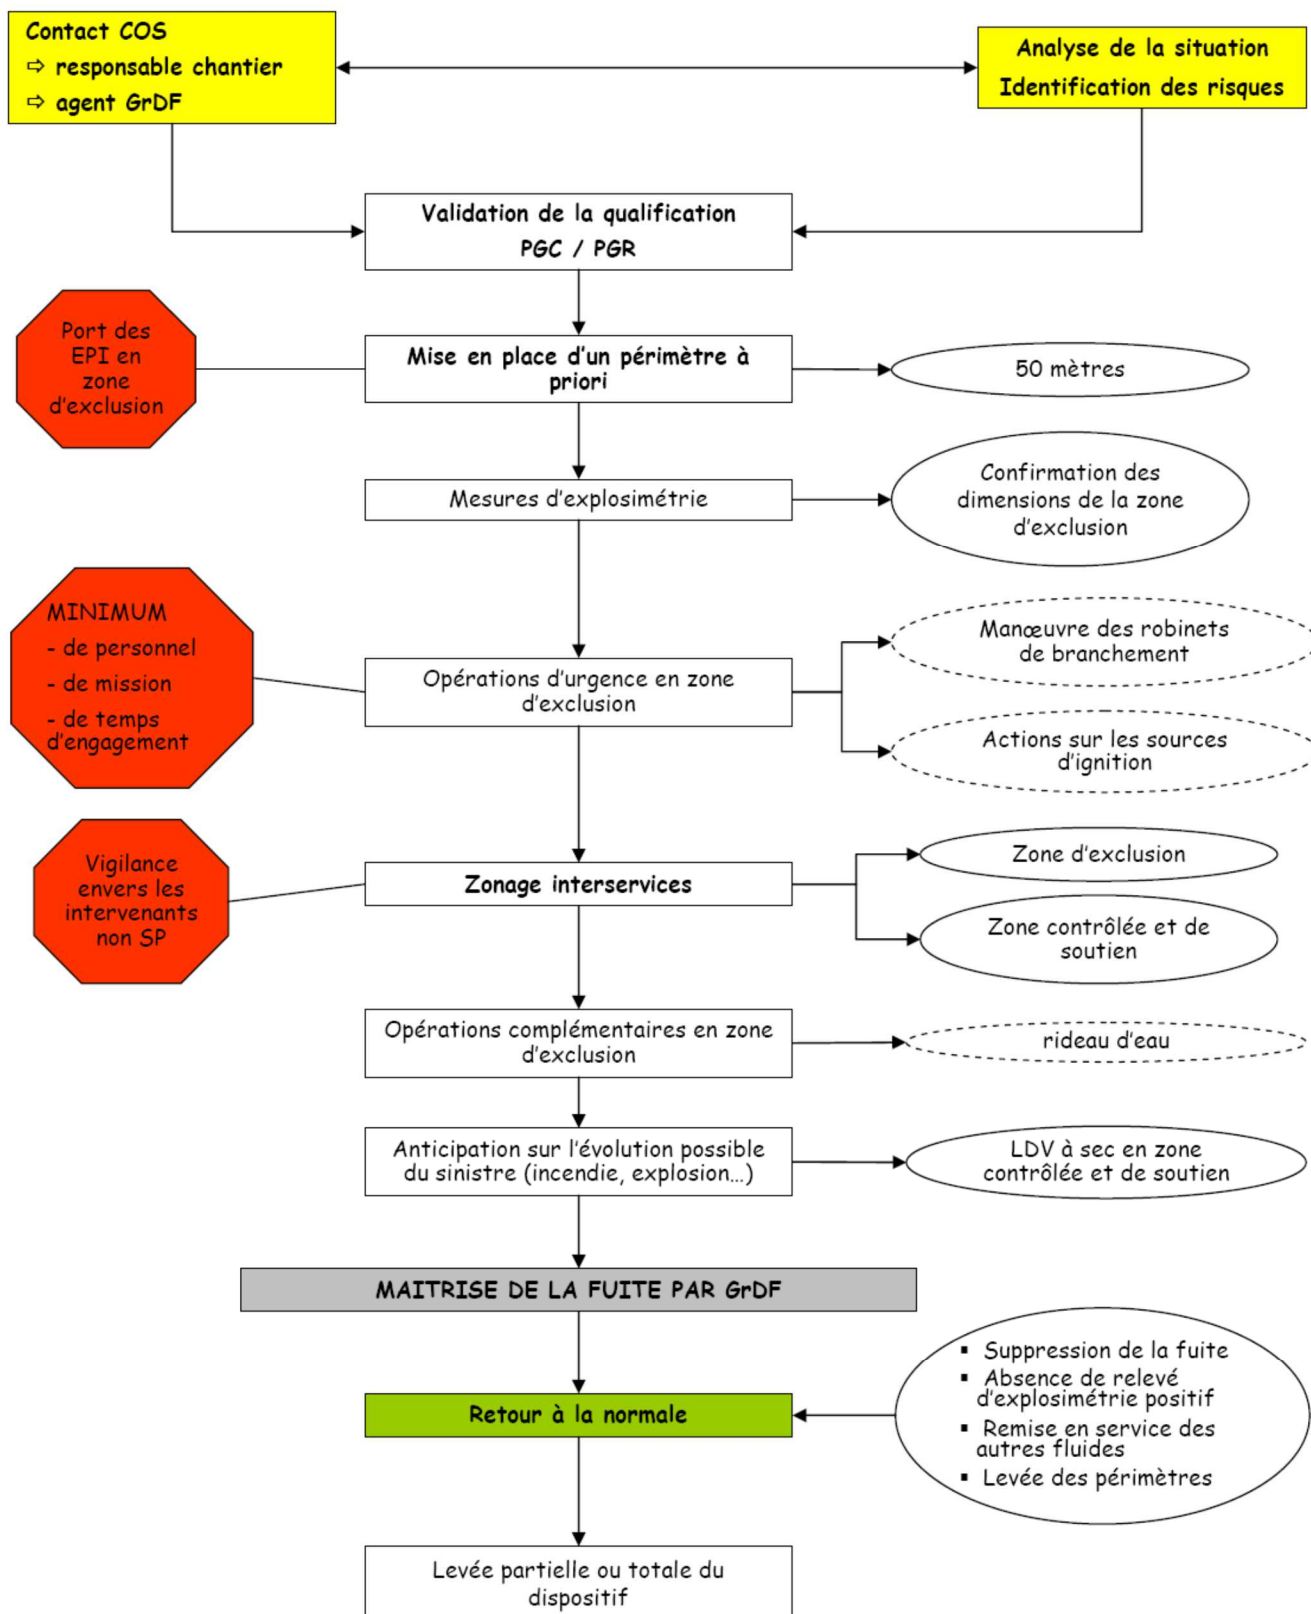 Contact COS
⇨ responsable chantier
⇨ agent GrDF
Analyse de la situation
Identification des risques
Validation de la qualification
PGC / PGR
Port des
EPI en
zone
d'exclusion
Mise en place d'un périmètre à
priori
50 mètres
Mesures d'explosimétrie
Confirmation des
dimensions de la zone
d'exclusion
MINIMUM
- de personnel
- de mission
- de temps
d'engagement
Opérations d'urgence en zone
d'exclusion
Manœuvre des robinets
de branchement
Actions sur les sources
d'ignition
Vigilance
envers les
intervenants
non SP
Zonage interservices
Zone d'exclusion
Zone contrôlée et de
soutien
Opérations complémentaires en zone
d'exclusion
rideau d'eau
Anticipation sur l'évolution possible
du sinistre (incendie, explosion…)
LDV à sec en zone
contrôlée et de soutien
MAITRISE DE LA FUITE PAR GrDF
Retour à la normale
▪ Suppression de la fuite
▪ Absence de relevé
d'explosimétrie positif
▪ Remise en service des
autres fluides
▪ Levée des périmètres
Levée partielle ou totale du
dispositif